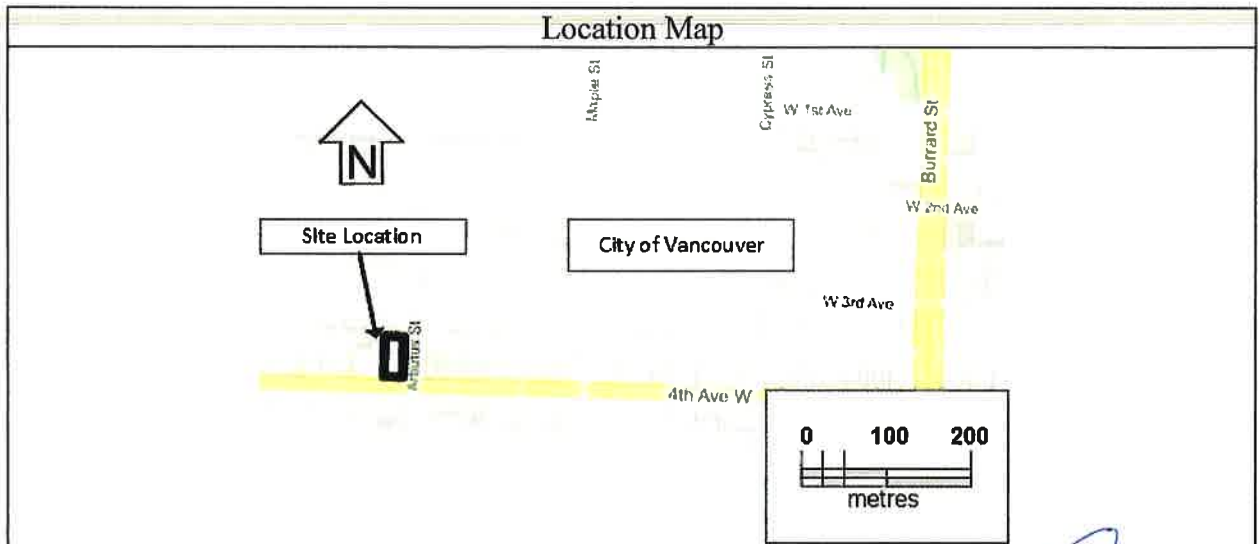 Location Map
Maple St
Cypress St
W 1st Ave
Burrard St
N
W 2nd Ave
Site Location
City of Vancouver
W 3rd Ave
Arbutus St
4th Ave W
0 100 200
metres